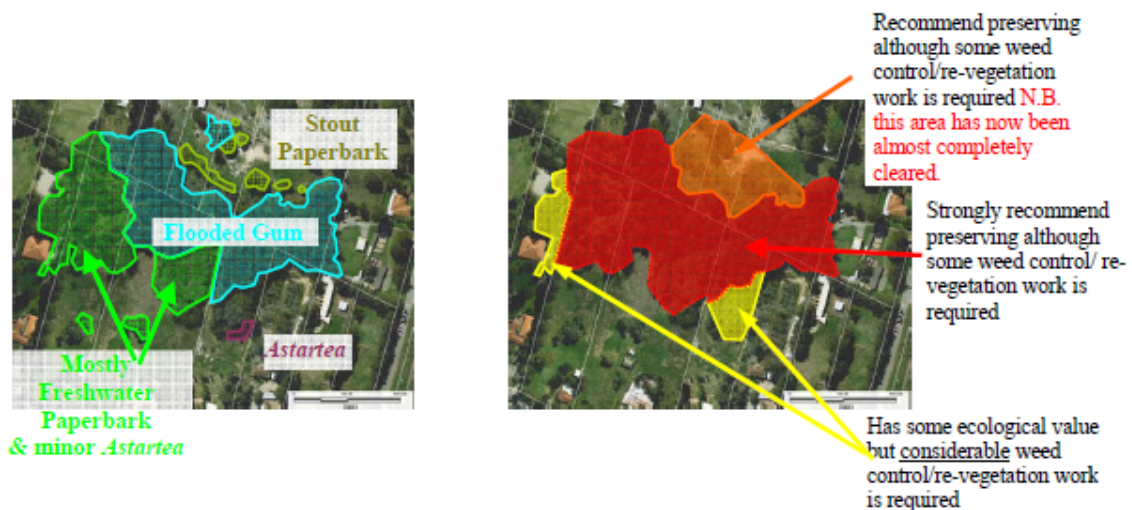 Stout
Paperbark
Flooded Gum
Astartea
Mostly
Freshwater
Paperbark
& minor Astartea
Recommend preserving
although some weed
control/re-vegetation
work is required N.B.
this area has now been
almost completely
cleared.
Strongly recommend
preserving although
some weed control/ re-
vegetation work is
required
Has some ecological value
but considerable weed
control/re-vegetation work
is required